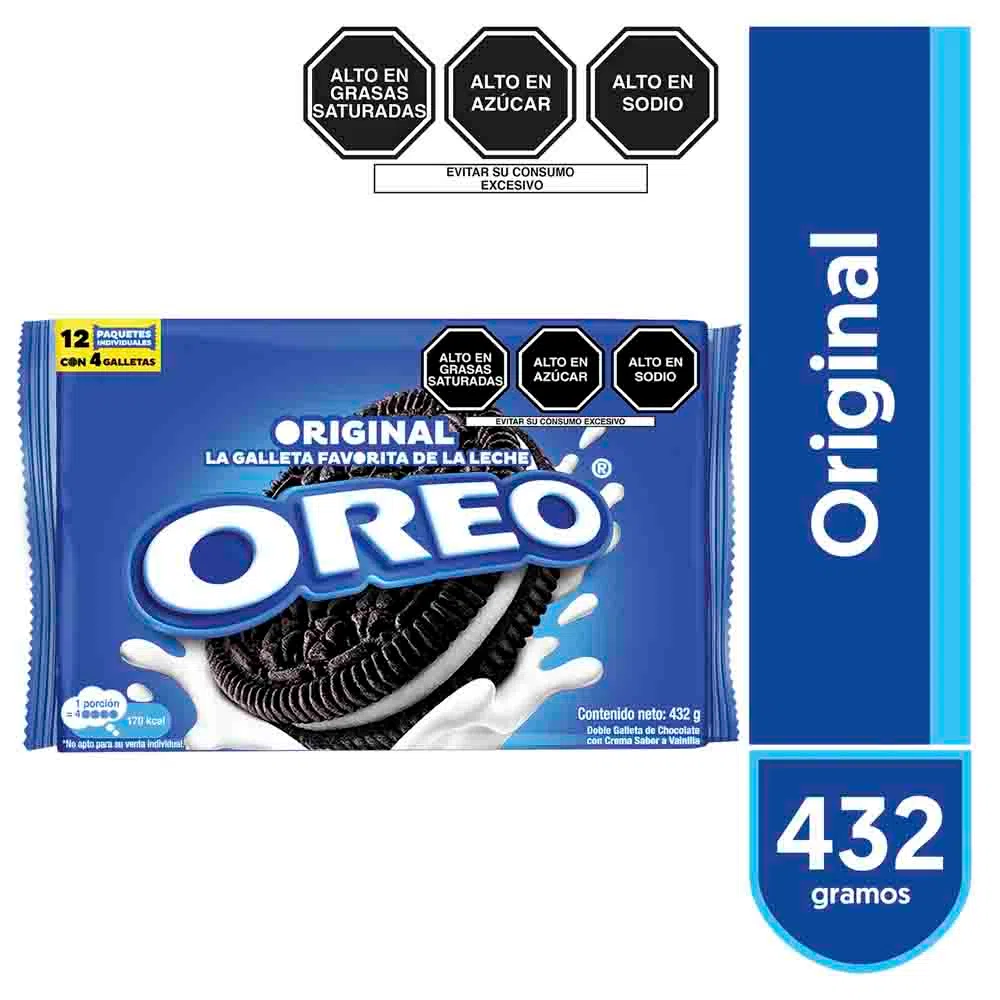 ALTO EN
GRASAS
SATURADAS
ALTO EN
AZÚCAR
ALTO EN
SODIO
EVITAR SU CONSUMO
EXCESIVO
12 PAQUETES
INDIVIDUALES
CON 4 GALLETAS
ALTO EN
GRASAS
SATURADAS
ALTO EN
AZÚCAR
ALTO EN
SODIO
EVITAR SU CONSUMO EXCESIVO
ORIGINAL
LA GALLETA FAVORITA DE LA LECHE
OREO®
1 porción
= 4
170 kcal
*No apto para su venta individual.
Contenido neto: 432 g
Doble Galleta de Chocolate
con Crema Sabor a Vainilla
Original
432
gramos